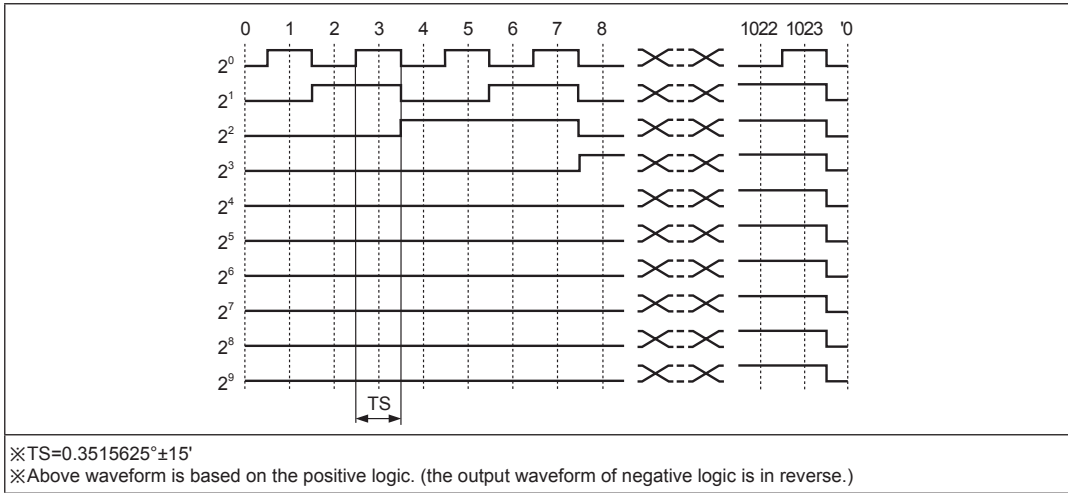 0 1 2 3 4 5 6 7 8 1022 1023 '0
2⁰
2¹
2²
2³
2⁴
2⁵
2⁶
2⁷
2⁸
2⁹
TS
※TS=0.3515625°±15'
※Above waveform is based on the positive logic. (the output waveform of negative logic is in reverse.)